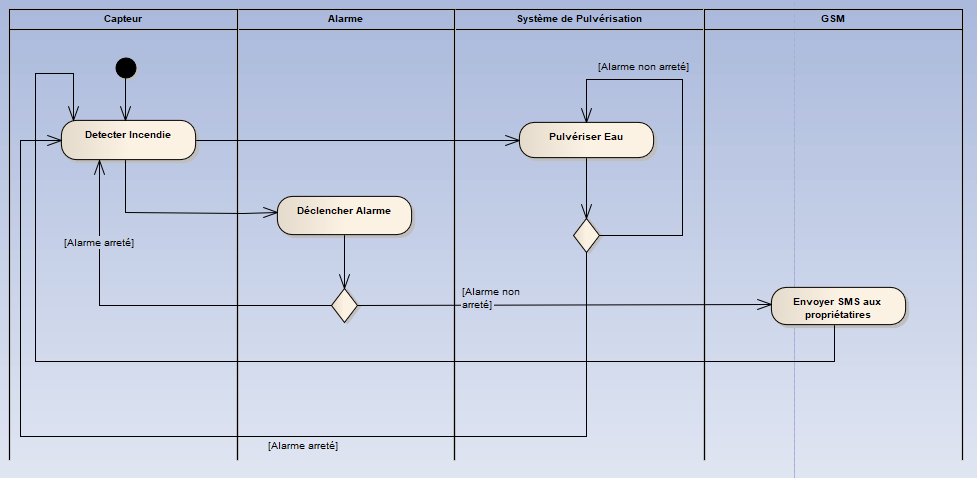 Capteur
Alarme
Système de Pulvérisation
GSM
[Alarme non arreté]
Detecter Incendie
Pulvériser Eau
Déclencher Alarme
[Alarme arreté]
[Alarme non
arreté]
Envoyer SMS aux
propriétatires
[Alarme arreté]